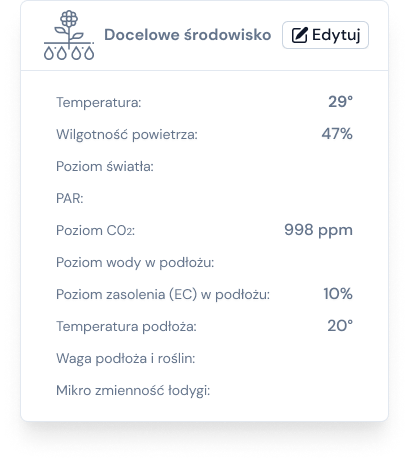 Docelowe środowisko
Edytuj
Temperatura: 29°
Wilgotność powietrza: 47%
Poziom światła:
PAR:
Poziom CO₂: 998 ppm
Poziom wody w podłożu:
Poziom zasolenia (EC) w podłożu: 10%
Temperatura podłoża: 20°
Waga podłoża i roślin:
Mikro zmienność łodygi: